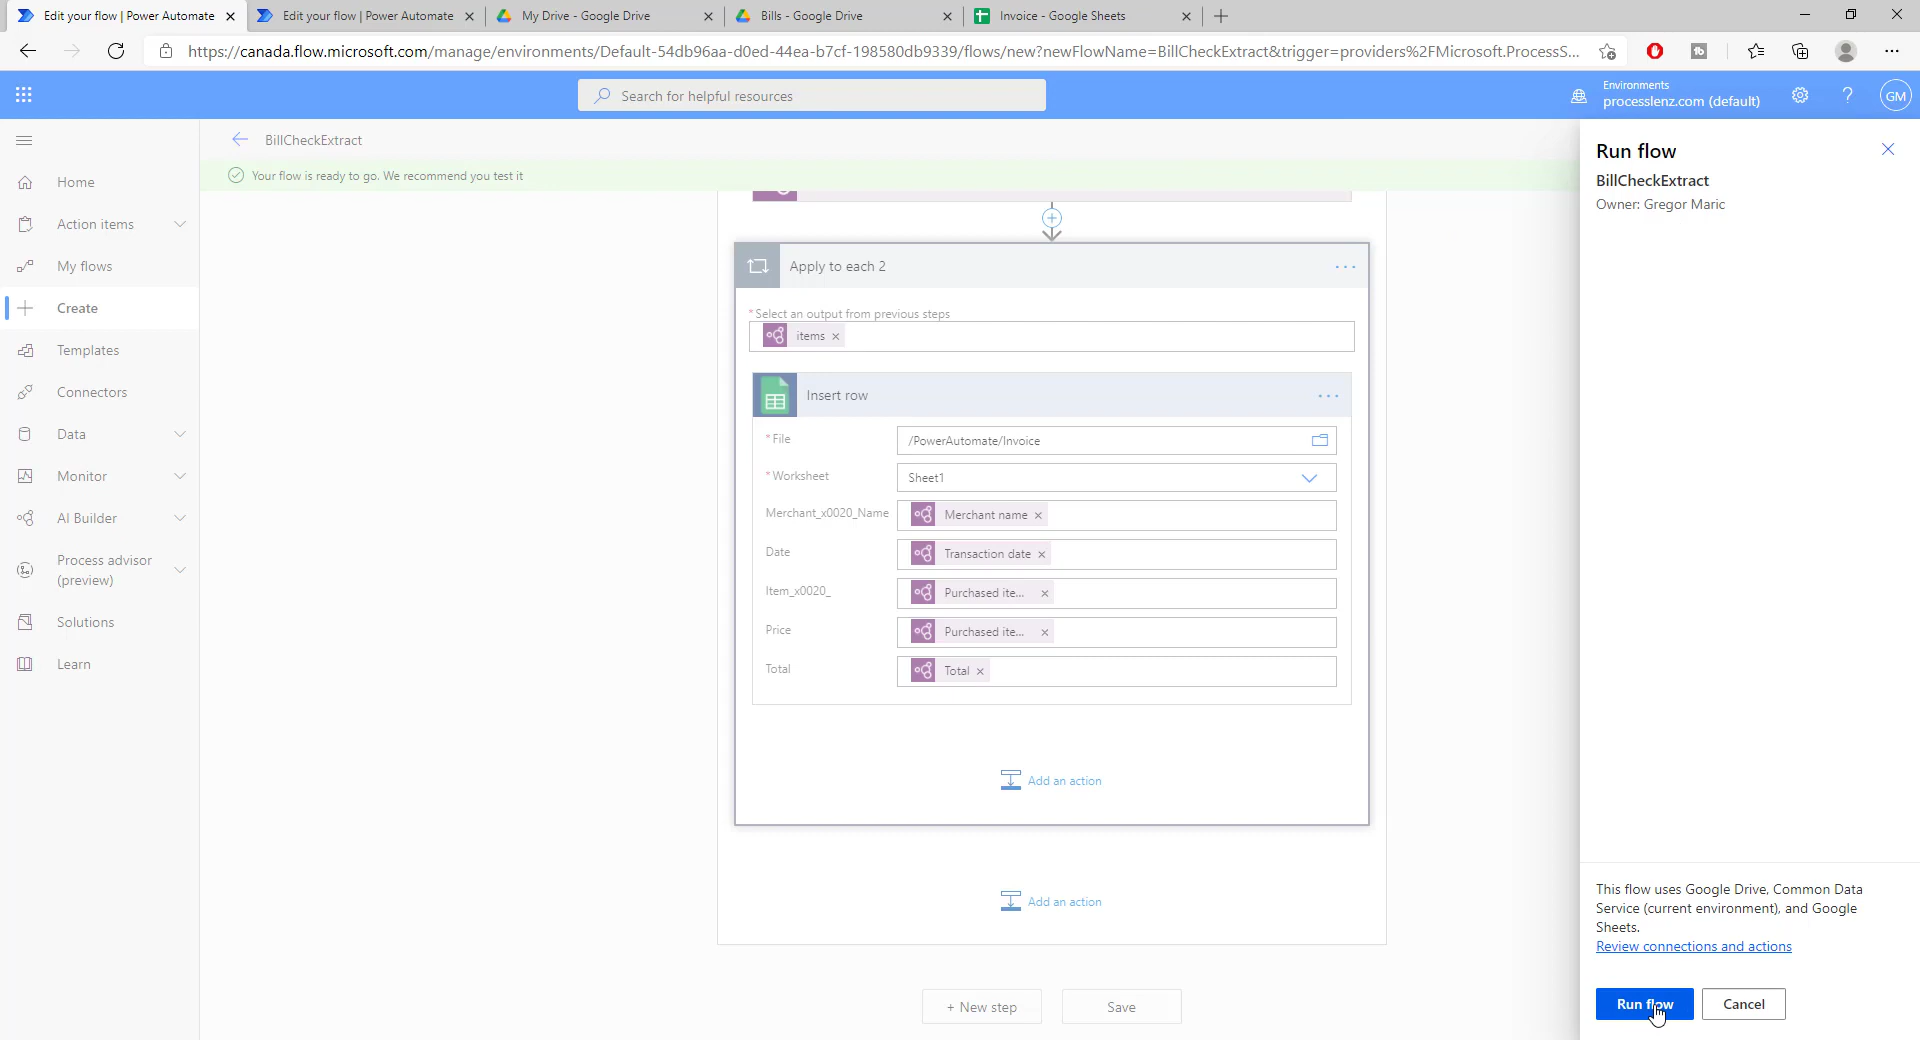 Edit your flow | Power Automate
Edit your flow | Power Automate
My Drive - Google Drive
Bills - Google Drive
Invoice - Google Sheets
https://canada.flow.microsoft.com/manage/environments/Default-54db96aa-d0ed-44ea-b7cf-198580db9339/flows/new?newFlowName=BillCheckExtract&trigger=providers%2FMicrosoft.ProcessS...
Search for helpful resources
Environments
processlenz.com (default)
?
GM
Home
Action items
My flows
Create
Templates
Connectors
Data
Monitor
AI Builder
Process advisor
(preview)
Solutions
Learn
BillCheckExtract
Your flow is ready to go. We recommend you test it
Apply to each 2
* Select an output from previous steps
items
Insert row
* File
/PowerAutomate/Invoice
* Worksheet
Sheet1
Merchant_x0020_Name
Merchant name
Date
Transaction date
Item_x0020_
Purchased ite...
Price
Purchased ite...
Total
Total
Add an action
Add an action
+ New step
Save
Run flow
BillCheckExtract
Owner: Gregor Maric
This flow uses Google Drive, Common Data
Service (current environment), and Google
Sheets.
Review connections and actions
Run flow
Cancel